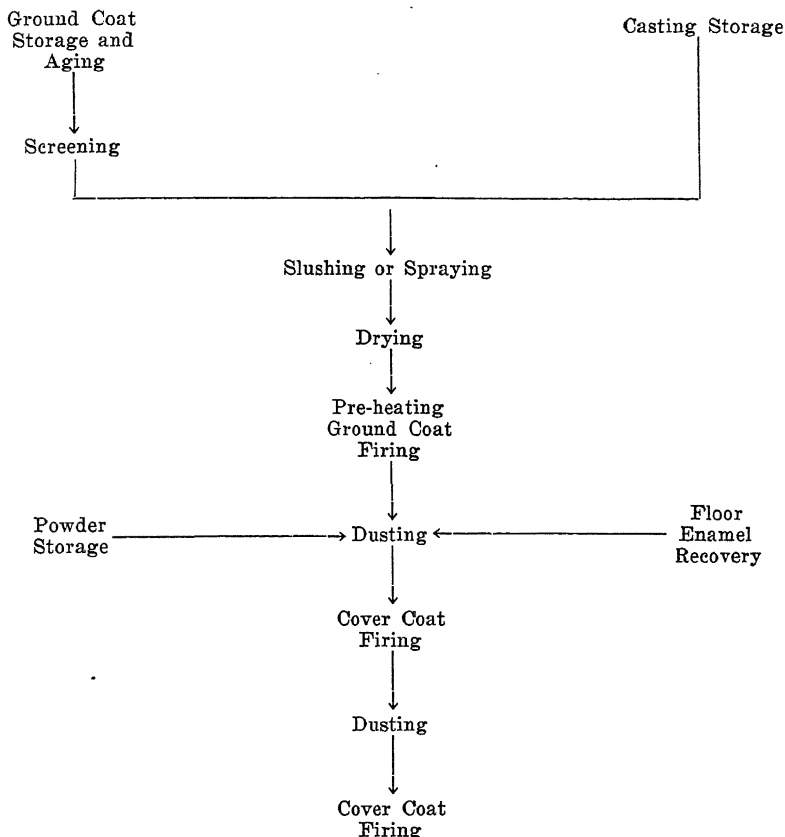 Ground Coat
Storage and
Aging
Casting Storage
Screening
Slushing or Spraying
Drying
Pre-heating
Ground Coat
Firing
Powder
Storage
Dusting
Floor
Enamel
Recovery
Cover Coat
Firing
Dusting
Cover Coat
Firing